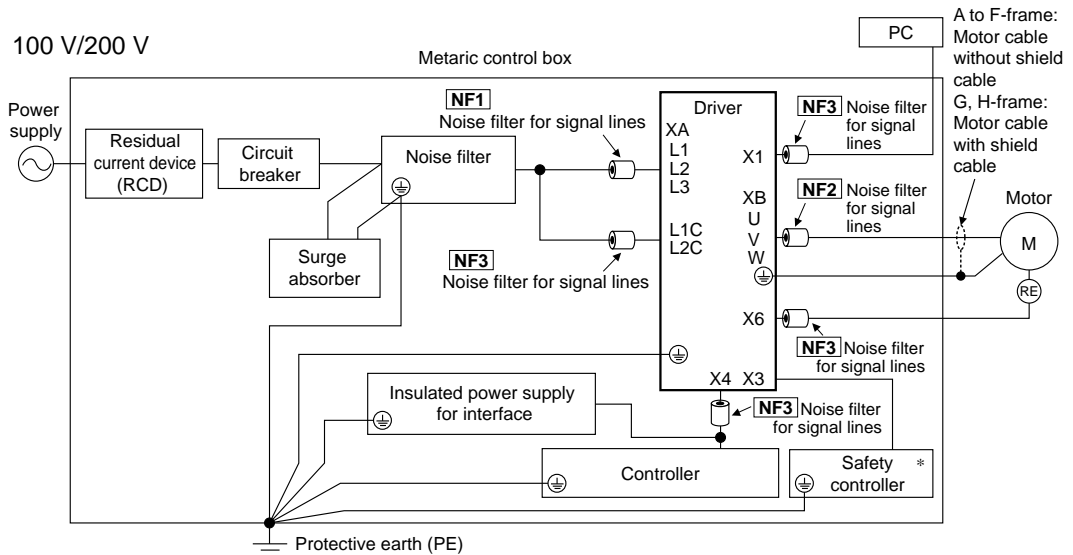 100 V/200 V
Metaric control box
PC
A to F-frame:
Motor cable
without shield
cable
G, H-frame:
Motor cable
with shield
cable
Power
supply
Residual
current device
(RCD)
Circuit
breaker
Noise filter
Surge
absorber
NF1
Noise filter for signal lines
NF3
Noise filter for signal lines
Driver
XA
L1
L2
L3
L1C
L2C
X1
XB
U
V
W
X6
X4 X3
NF3 Noise filter
for signal
lines
NF2 Noise filter
for signal
lines
Motor
M
RE
NF3 Noise filter
for signal lines
NF3 Noise filter
for signal lines
Insulated power supply
for interface
Controller
Safety *
controller
Protective earth (PE)